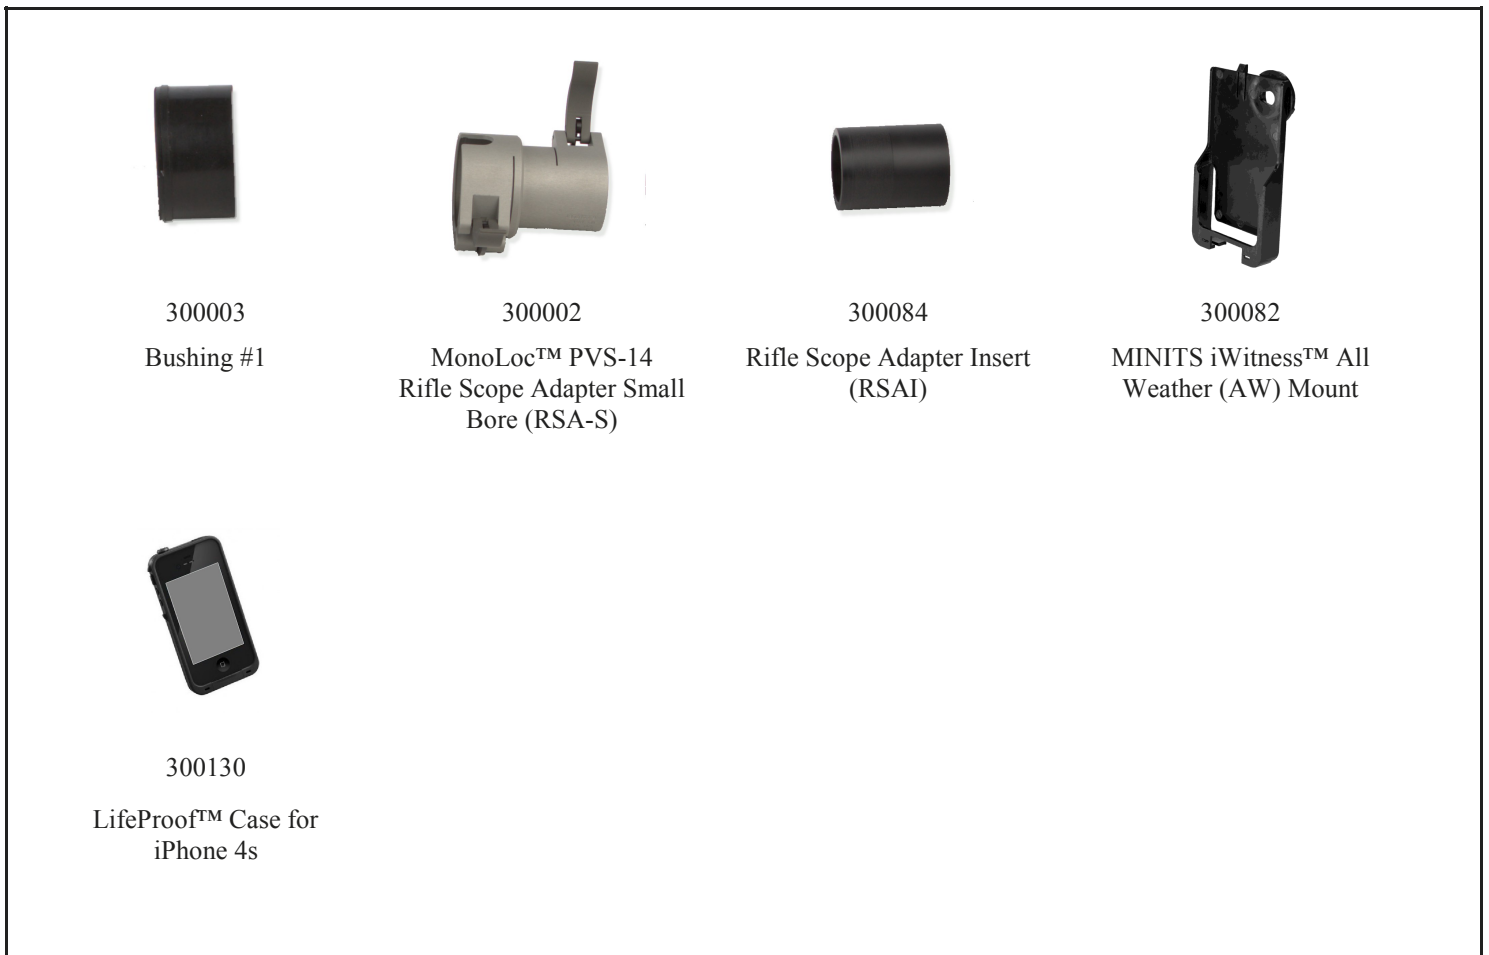 300003
Bushing #1
300002
MonoLoc™ PVS-14
Rifle Scope Adapter Small
Bore (RSA-S)
300084
Rifle Scope Adapter Insert
(RSAI)
300082
MINITS iWitness™ All
Weather (AW) Mount
300130
LifeProof™ Case for
iPhone 4s